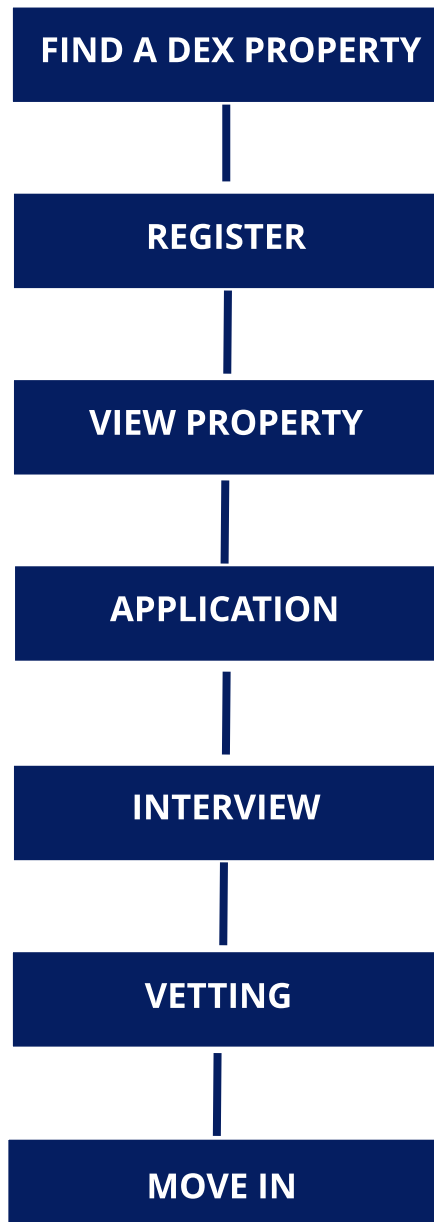 FIND A DEX PROPERTY
REGISTER
VIEW PROPERTY
APPLICATION
INTERVIEW
VETTING
MOVE IN